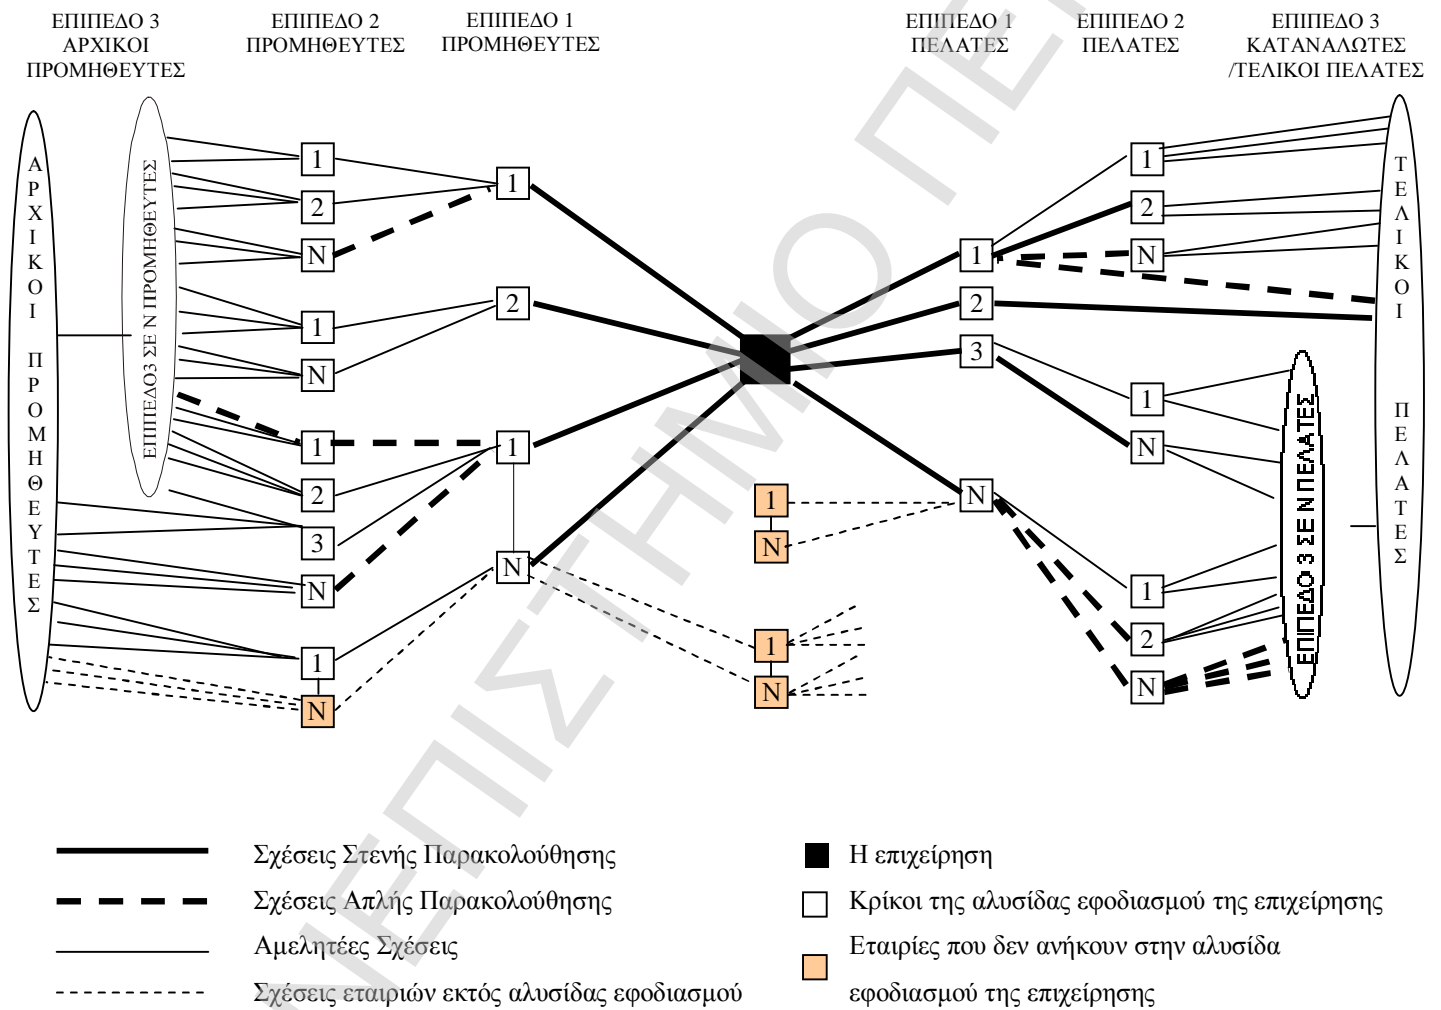 ΕΠΙΠΕΔΟ 3
ΑΡΧΙΚΟΙ
ΠΡΟΜΗΘΕΥΤΕΣ
ΕΠΙΠΕΔΟ 2
ΠΡΟΜΗΘΕΥΤΕΣ
ΕΠΙΠΕΔΟ 1
ΠΡΟΜΗΘΕΥΤΕΣ
ΕΠΙΠΕΔΟ 1
ΠΕΛΑΤΕΣ
ΕΠΙΠΕΔΟ 2
ΠΕΛΑΤΕΣ
ΕΠΙΠΕΔΟ 3
ΚΑΤΑΝΑΛΩΤΕΣ
/ΤΕΛΙΚΟΙ ΠΕΛΑΤΕΣ
ΑΡΧΙΚΟΙ ΠΡΟΜΗΘΕΥΤΕΣ
ΕΠΙΠΕΔΟ3 ΣΕ Ν ΠΡΟΜΗΘΕΥΤΕΣ
1
2
N
1
N
1
2
3
N
1
N
1
2
1
N
1
N
1
N
1
2
3
N
1
2
N
1
N
1
2
N
ΕΠΙΠΕΔΟ 3 ΣΕ Ν ΠΕΛΑΤΕΣ
ΤΕΛΙΚΟΙ ΠΕΛΑΤΕΣ
Σχέσεις Στενής Παρακολούθησης
Σχέσεις Απλής Παρακολούθησης
Αμελητέες Σχέσεις
Σχέσεις εταιριών εκτός αλυσίδας εφοδιασμού
Η επιχείρηση
Κρίκοι της αλυσίδας εφοδιασμού της επιχείρησης
Εταιρίες που δεν ανήκουν στην αλυσίδα
εφοδιασμού της επιχείρησης